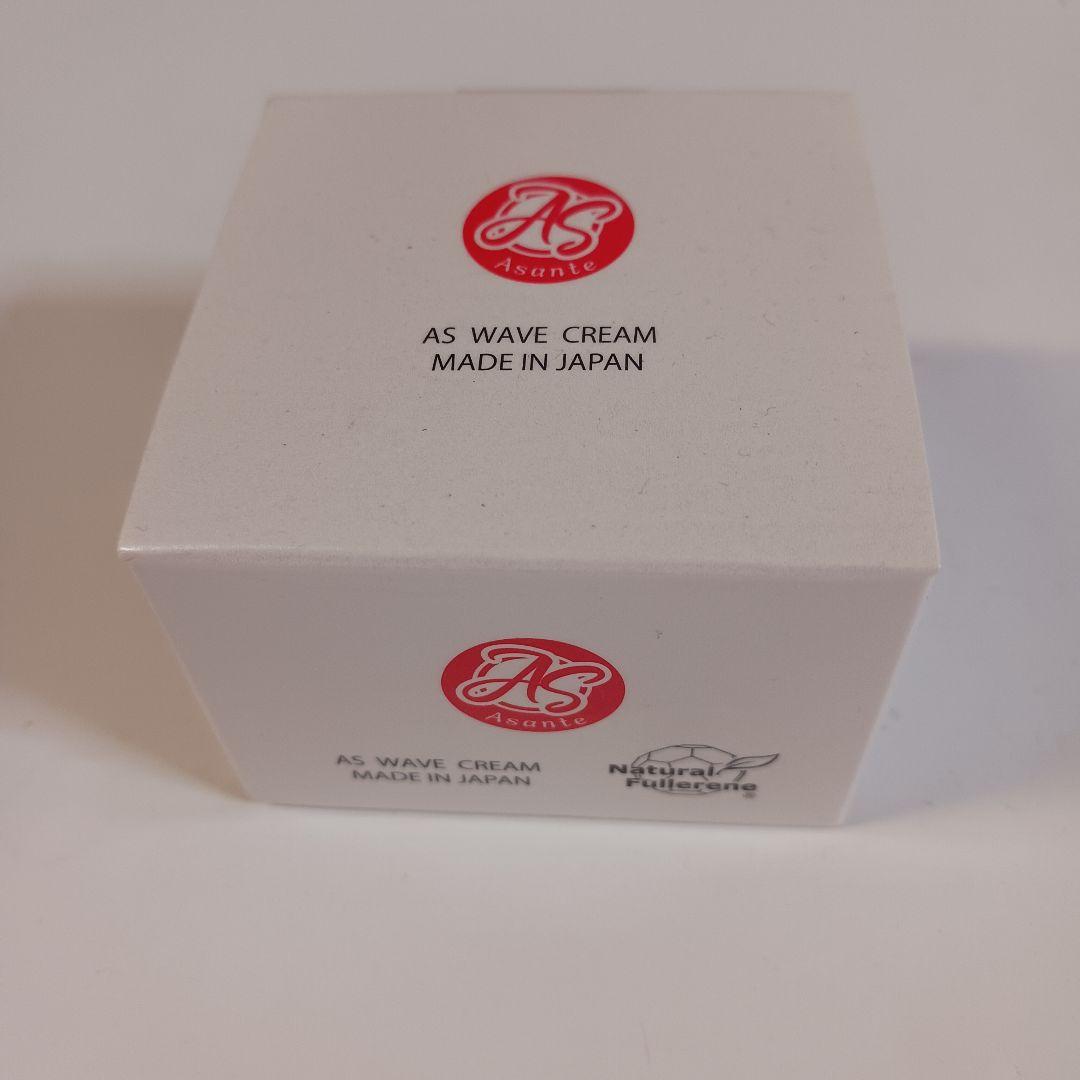 AS
Asante
AS WAVE CREAM
MADE IN JAPAN
AS
Asante
AS WAVE CREAM
MADE IN JAPAN
Natural
Fullerene®